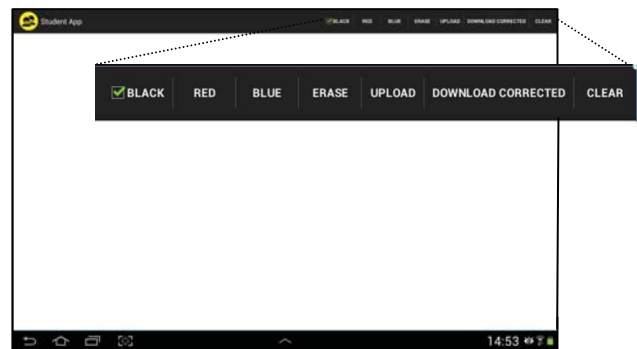 Student App BLACK RED BLUE ERASE UPLOAD DOWNLOAD CORRECTED CLEAR
BLACK RED BLUE ERASE UPLOAD DOWNLOAD CORRECTED CLEAR
14:53